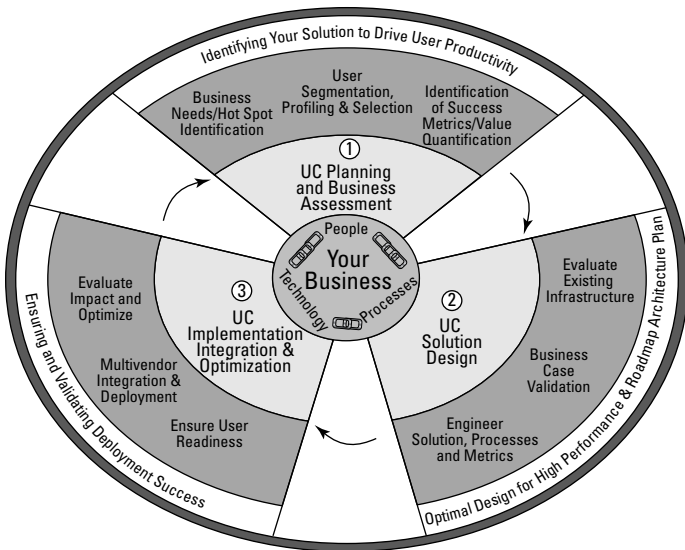 Identifying Your Solution to Drive User Productivity
Business
Needs/Hot Spot
Identification
User
Segmentation,
Profiling & Selection
Identification
of Success
Metrics/Value
Quantification
1
UC Planning
and Business
Assessment
People
Technology
Processes
Your
Business
2
UC
Solution
Design
Evaluate
Existing
Infrastructure
Business
Case
Validation
Engineer
Solution, Processes
and Metrics
Optimal Design for High Performance & Roadmap Architecture Plan
3
UC
Implementation
Integration &
Optimization
Evaluate
Impact and
Optimize
Multivendor
Integration &
Deployment
Ensure User
Readiness
Ensuring and Validating Deployment Success